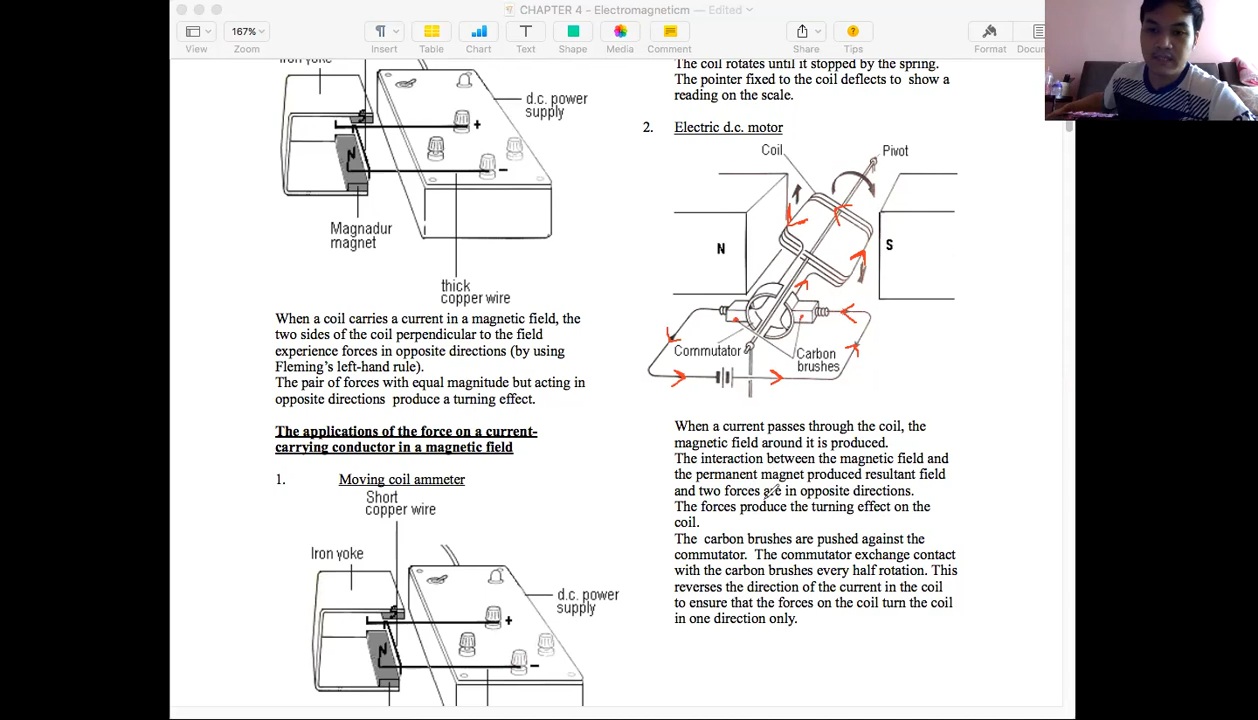 CHAPTER 4 - Electromagneticm — Edited
167%
View
Zoom
Insert
Table
Chart
Text
Shape
Media
Comment
Share
Tips
Format
Iron yoke
d.c. power
supply
S
+
N
-
Magnadur
magnet
thick
copper wire
When a coil carries a current in a magnetic field, the
two sides of the coil perpendicular to the field
experience forces in opposite directions (by using
Fleming's left-hand rule).
The pair of forces with equal magnitude but acting in
opposite directions produce a turning effect.
The applications of the force on a current-
carrying conductor in a magnetic field
1. Moving coil ammeter
Short
copper wire
Iron yoke
d.c. power
supply
S
+
N
-
The coil rotates until it stopped by the spring.
The pointer fixed to the coil deflects to show a
reading on the scale.
2. Electric d.c. motor
Coil
Pivot
N
S
Commutator
Carbon
brushes
When a current passes through the coil, the
magnetic field around it is produced.
The interaction between the magnetic field and
the permanent magnet produced resultant field
and two forces are in opposite directions.
The forces produce the turning effect on the
coil.
The carbon brushes are pushed against the
commutator. The commutator exchange contact
with the carbon brushes every half rotation. This
reverses the direction of the current in the coil
to ensure that the forces on the coil turn the coil
in one direction only.